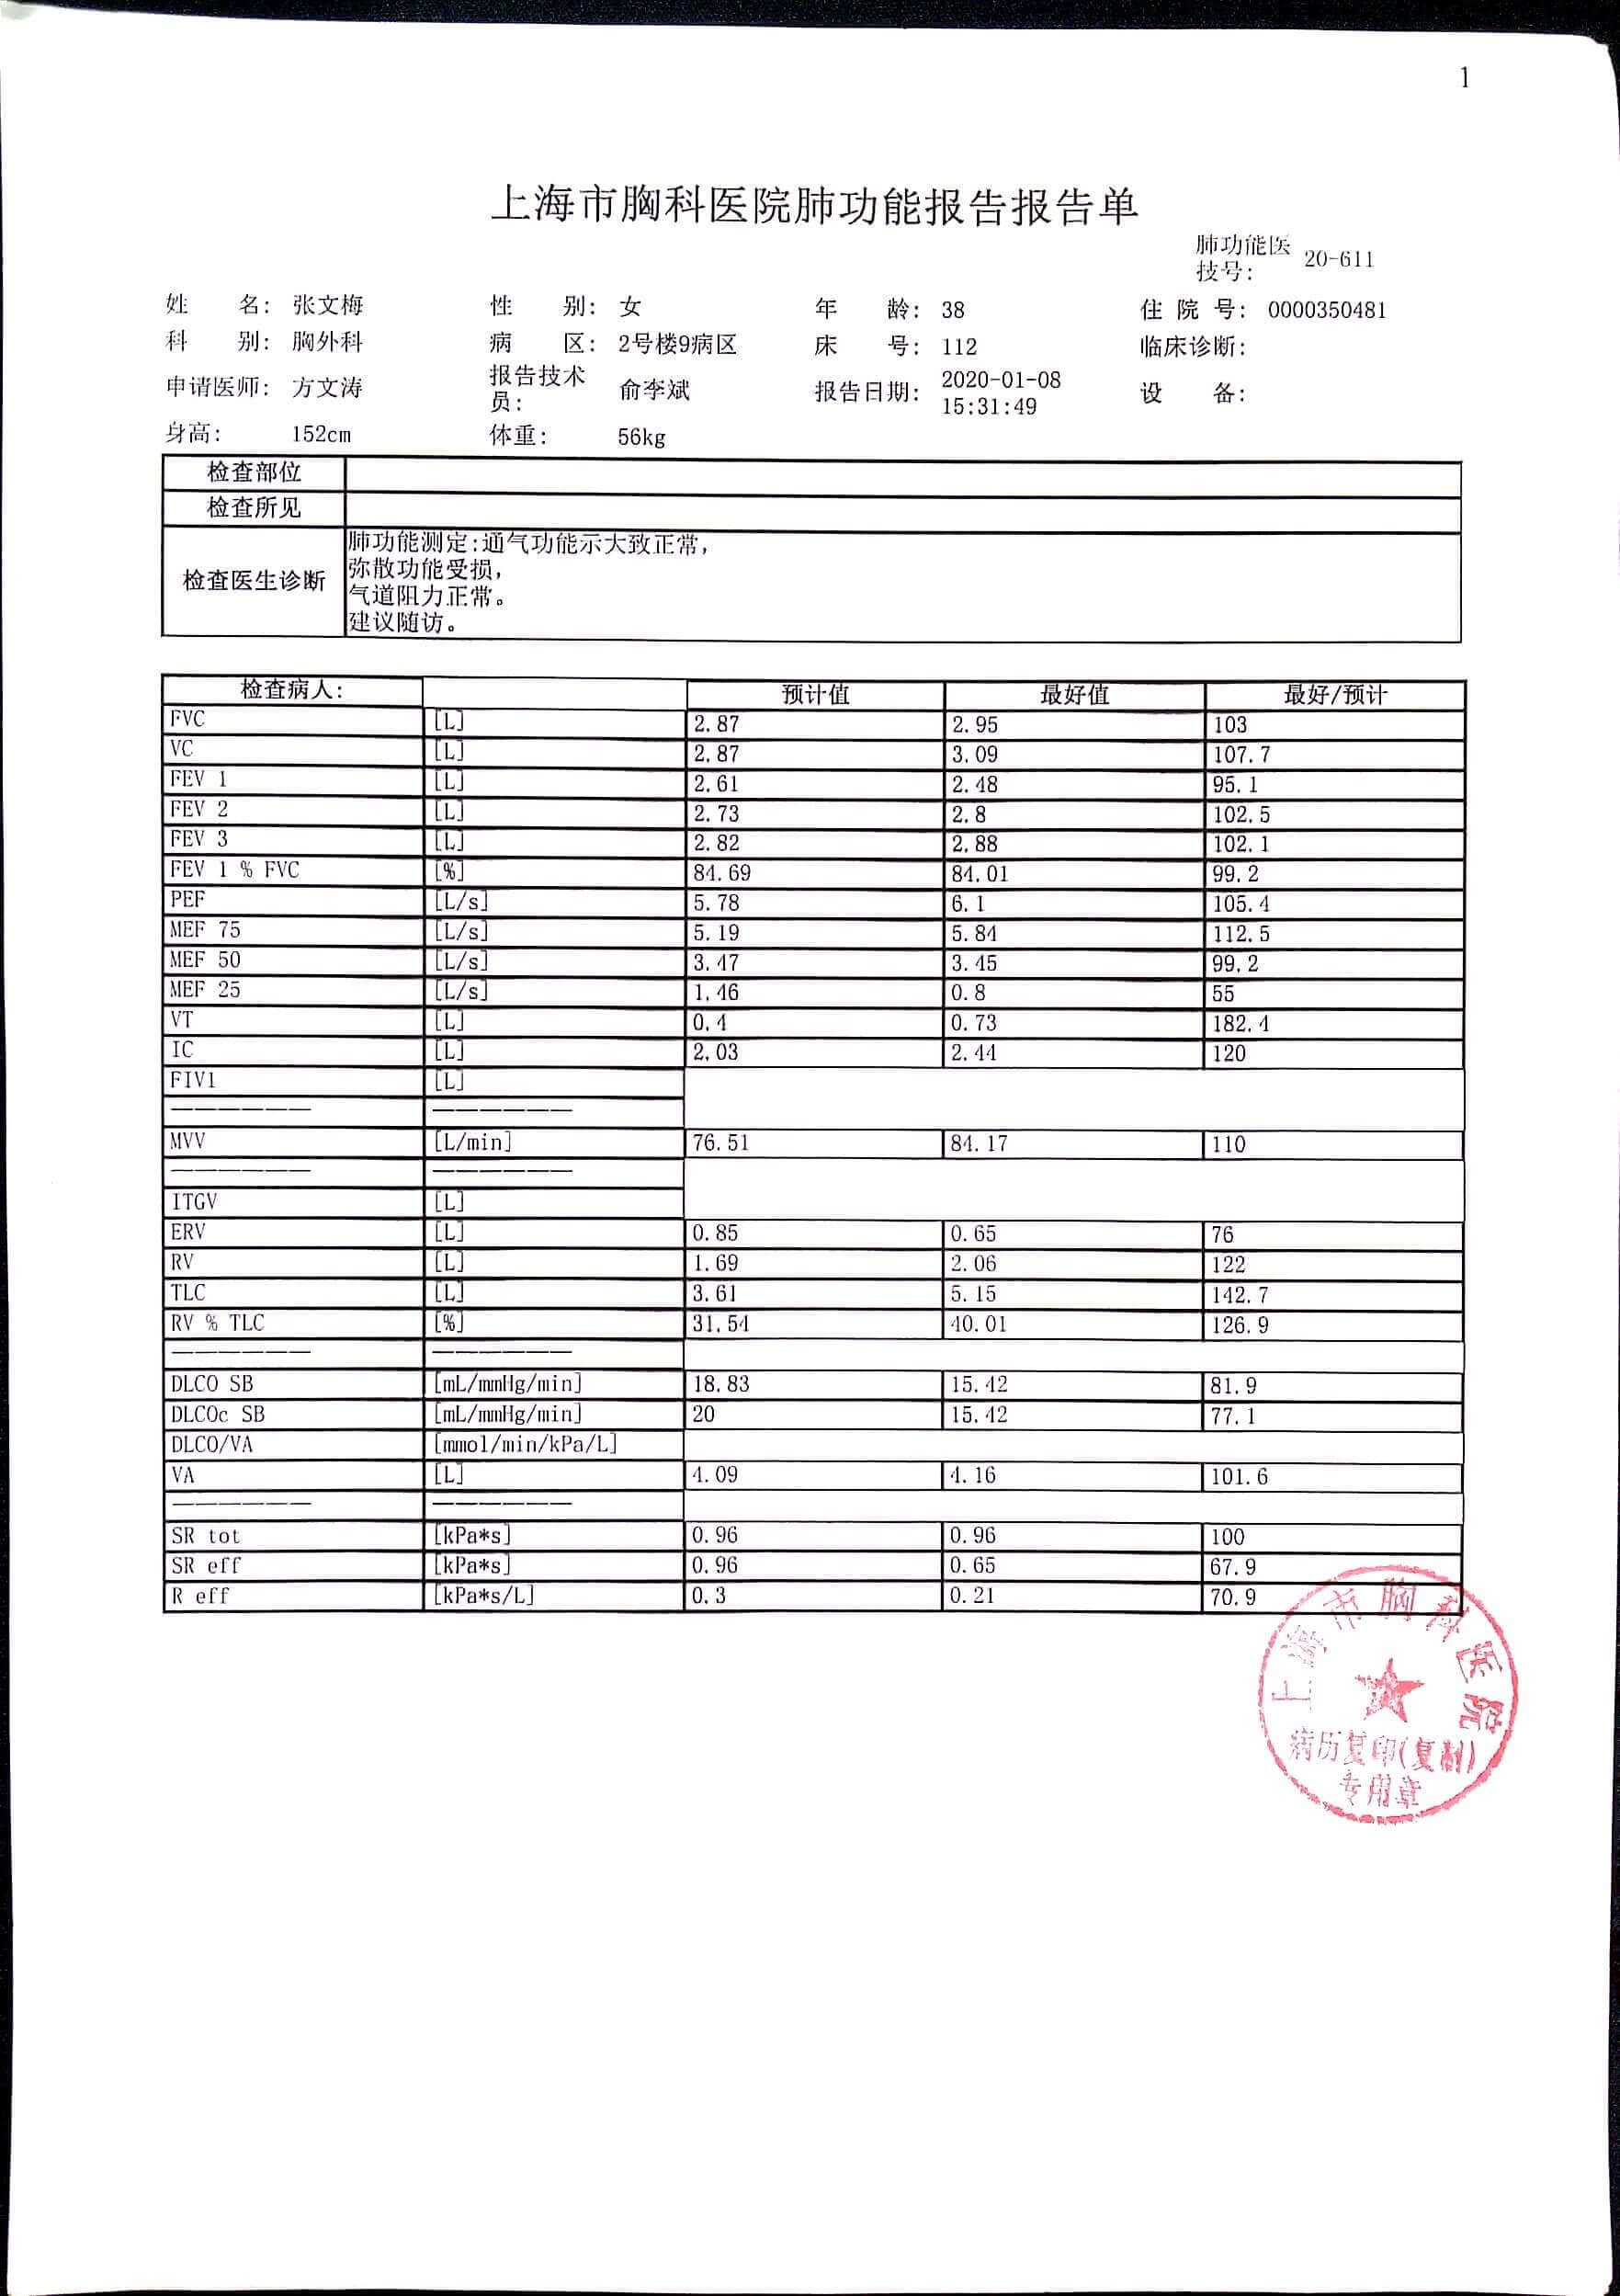 1
上海市胸科医院肺功能报告报告单
肺功能医技号: 20-611
姓 名: 张文梅 性 别: 女 年 龄: 38 住 院 号: 0000350481
科 别: 胸外科 病 区: 2号楼9病区 床 号: 112 临床诊断:
申请医师: 方文涛 报告技术员: 俞李斌 报告日期: 2020-01-08 15:31:49 设 备:
身高: 152cm 体重: 56kg
检查部位
检查所见
检查医生诊断
肺功能测定:通气功能示大致正常,
弥散功能受损,
气道阻力正常。
建议随访。
检查病人: 预计值 最好值 最好/预计
FVC [L] 2.87 2.95 103
VC [L] 2.87 3.09 107.7
FEV 1 [L] 2.61 2.48 95.1
FEV 2 [L] 2.73 2.8 102.5
FEV 3 [L] 2.82 2.88 102.1
FEV 1 % FVC [%] 84.69 84.01 99.2
PEF [L/s] 5.78 6.1 105.4
MEF 75 [L/s] 5.19 5.84 112.5
MEF 50 [L/s] 3.47 3.45 99.2
MEF 25 [L/s] 1.46 0.8 55
VT [L] 0.4 0.73 182.4
IC [L] 2.03 2.44 120
FIV1 [L]
—————— ——————
MVV [L/min] 76.51 84.17 110
—————— ——————
ITGV [L]
ERV [L] 0.85 0.65 76
RV [L] 1.69 2.06 122
TLC [L] 3.61 5.15 142.7
RV % TLC [%] 31.54 40.01 126.9
—————— ——————
DLCO SB [mL/mmHg/min] 18.83 15.42 81.9
DLCOc SB [mL/mmHg/min] 20 15.42 77.1
DLCO/VA [mmol/min/kPa/L]
VA [L] 4.09 4.16 101.6
—————— ——————
SR tot [kPa*s] 0.96 0.96 100
SR eff [kPa*s] 0.96 0.65 67.9
R eff [kPa*s/L] 0.3 0.21 70.9
上海市胸科医院
病历复印(复制)
专用章